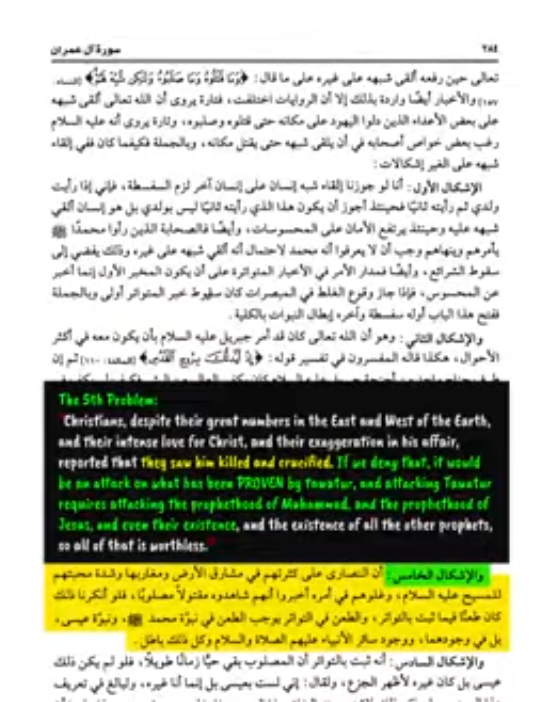 سورة آل عمران
٢٨٤
تعالى حين رفعه ألقى شبهه على غيره على ما قال: ﴿وَمَا قَتَلُوهُ وَمَا صَلَبُوهُ وَلَٰكِن شُبِّهَ لَهُمْ﴾ [النساء:
١٥٧] والأخبار أيضًا واردة بذلك إلا أن الروايات اختلفت، فتارة يروى أن الله تعالى ألقى شبهه
على بعض الأعداء الذين دلوا اليهود على مكانه حتى قتلوه وصلبوه، وتارة يروى أنه عليه السلام
رغب بعض خواص أصحابه في أن يلقى شبهه حتى يقتل مكانه، وبالجملة فكيفما كان ففي إلقاء
شبهه على الغير إشكالات:
الإشكال الأول: أنا لو جوزنا إلقاء شبه إنسان على إنسان آخر لزم السفسطة، فإني إذا رأيت
ولدي ثم رأيته ثانيًا فحينئذ أجوز أن يكون هذا الذي رأيته ثانيًا ليس بولدي بل هو إنسان ألقي
شبهه عليه وحينئذ يرتفع الأمان على المحسوسات، وأيضًا فالصحابة الذين رأوا محمدًا ﷺ
يأمرهم وينهاهم وجب أن لا يعرفوا أنه محمد لاحتمال أنه ألقي شبهه على غيره وذلك يفضي إلى
سقوط الشرائع، وأيضًا فمدار الأمر في الأخبار المتواترة على أن يكون المخبر الأول إنما أخبر
عن المحسوس، فإذا جاز وقوع الغلط في المبصرات كان سقوط خبر المتواتر أولى وبالجملة
ففتح هذا الباب أوله سفسطة وآخره إبطال النبوات بالكلية.
والإشكال الثاني: وهو أن الله تعالى كان قد أمر جبريل عليه السلام بأن يكون معه في أكثر
الأحوال، هكذا قاله المفسرون في تفسير قوله: ﴿إِذْ أَيَّدتُّكَ بِرُوحِ الْقُدُسِ﴾ [المائدة: ١١٠] ثم إن
The 5th Problem:
"Christians, despite their great numbers in the East and West of the Earth,
and their intense love for Christ, and their exaggeration in his affair,
reported that they saw him killed and crucified. If we deny that, it would
be an attack on what has been PROVEN by tawatur, and attacking Tawatur
requires attacking the prophethood of Muhammad, and the prophethood of
Jesus, and even their existence, and the existence of all the other prophets,
so all of that is worthless."
والإشكال الخامس: أن النصارى على كثرتهم في مشارق الأرض ومغاربها وشدة محبتهم
للمسيح عليه السلام، وغلوهم في أمره أخبروا أنهم شاهدوه مقتولًا مصلوبًا، فلو أنكرنا ذلك
كان طعنًا فيما ثبت بالتواتر، والطعن في التواتر يوجب الطعن في نبوة محمد ﷺ، ونبوة عيسى،
بل في وجودهما، ووجود سائر الأنبياء عليهم الصلاة والسلام وكل ذلك باطل.
والإشكال السادس: أنه ثبت بالتواتر أن المصلوب بقي حيًا زمانًا طويلًا، فلو لم يكن ذلك
عيسى بل كان غيره لأظهر الجزع، ولقال: إني لست بعيسى بل إنما أنا غيره، ولبالغ في تعريف